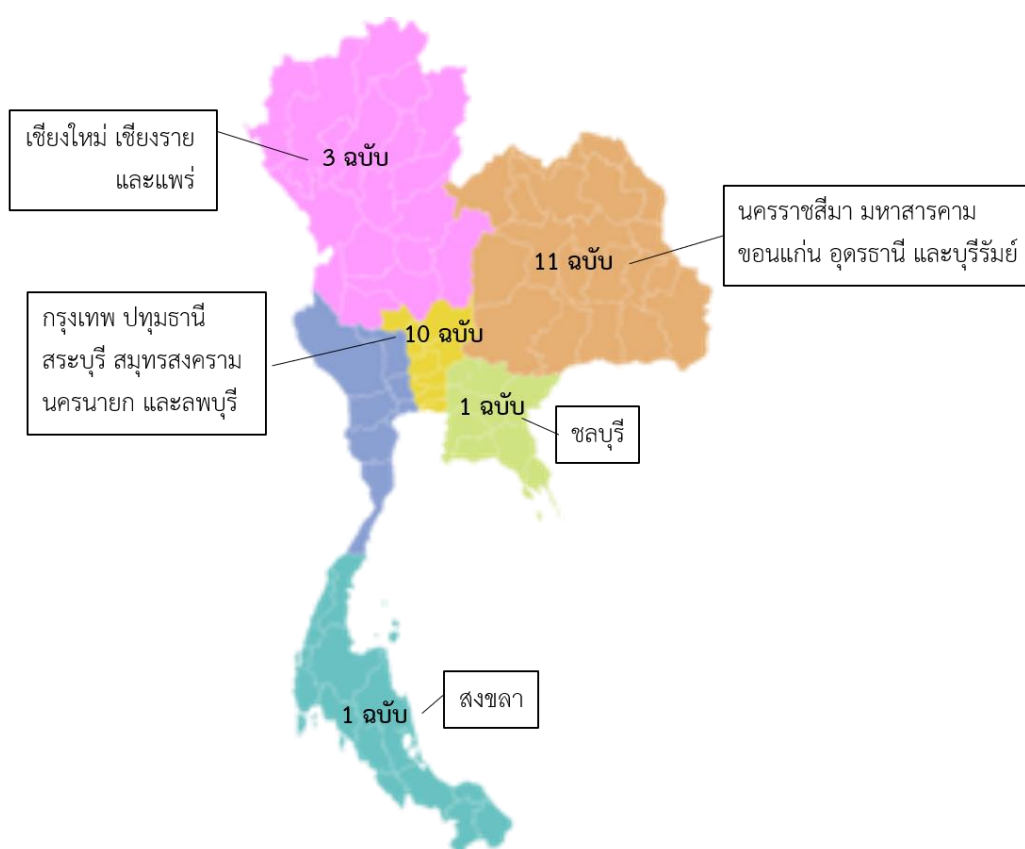 เชียงใหม่ เชียงราย
และแพร่
3 ฉบับ
นครราชสีมา มหาสารคาม
ขอนแก่น อุดรธานี และบุรีรัมย์
11 ฉบับ
กรุงเทพ ปทุมธานี
สระบุรี สมุทรสงคราม
นครนายก และลพบุรี
10 ฉบับ
1 ฉบับ
ชลบุรี
สงขลา
1 ฉบับ